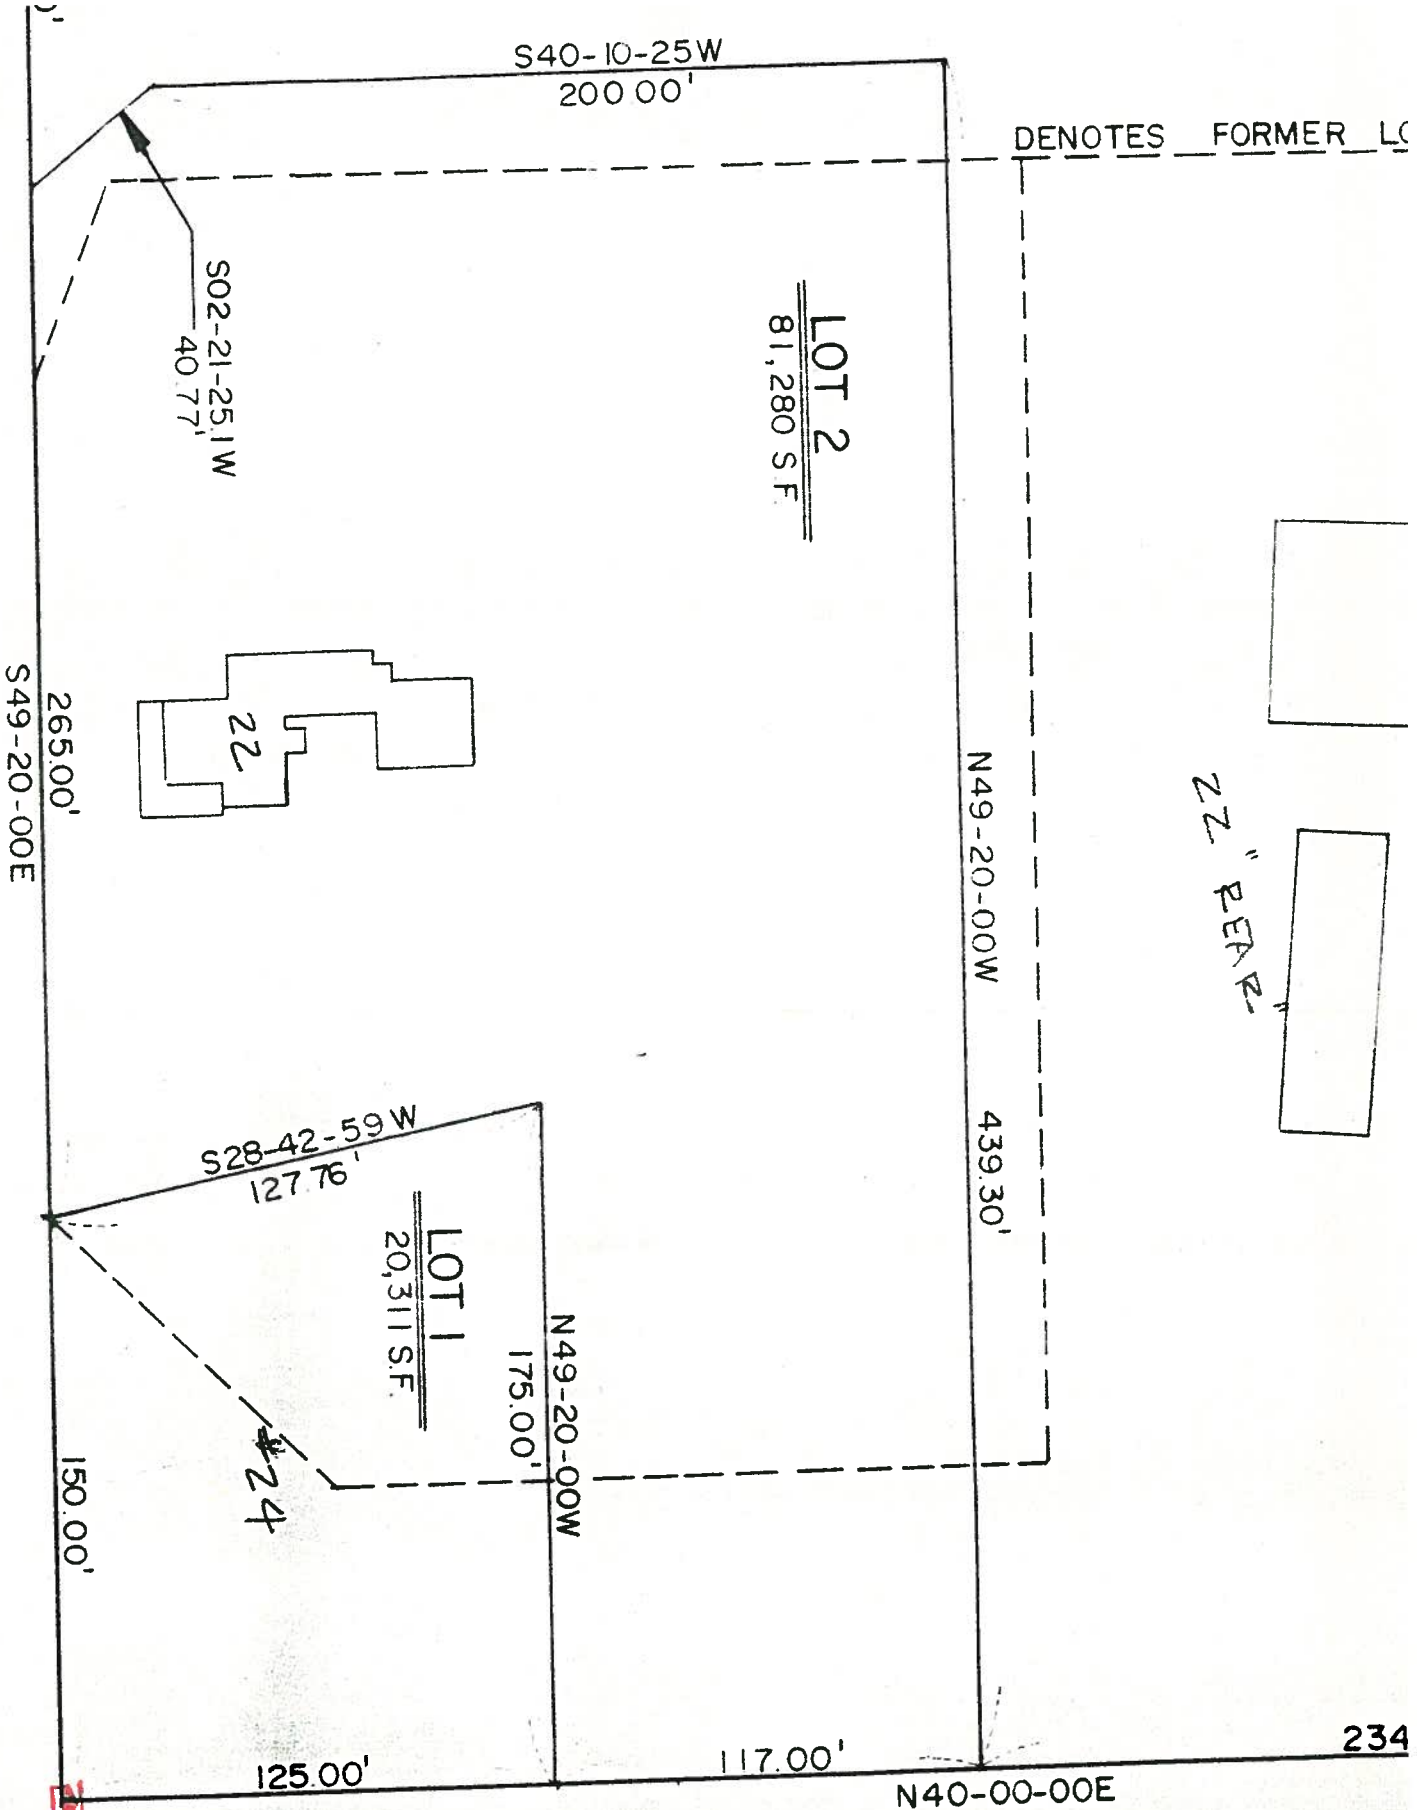 S40-10-25W
200.00'
DENOTES FORMER LO
S02-21-25.1W
40.77'
LOT 2
81,280 S.F.
265.00'
S49-20-00E
22
N49-20-00W
439.30'
22 "REAR"
S28-42-59W
127.76'
LOT 1
20,311 S.F.
N49-20-00W
175.00'
#24
150.00'
125.00'
117.00'
234
N40-00-00E